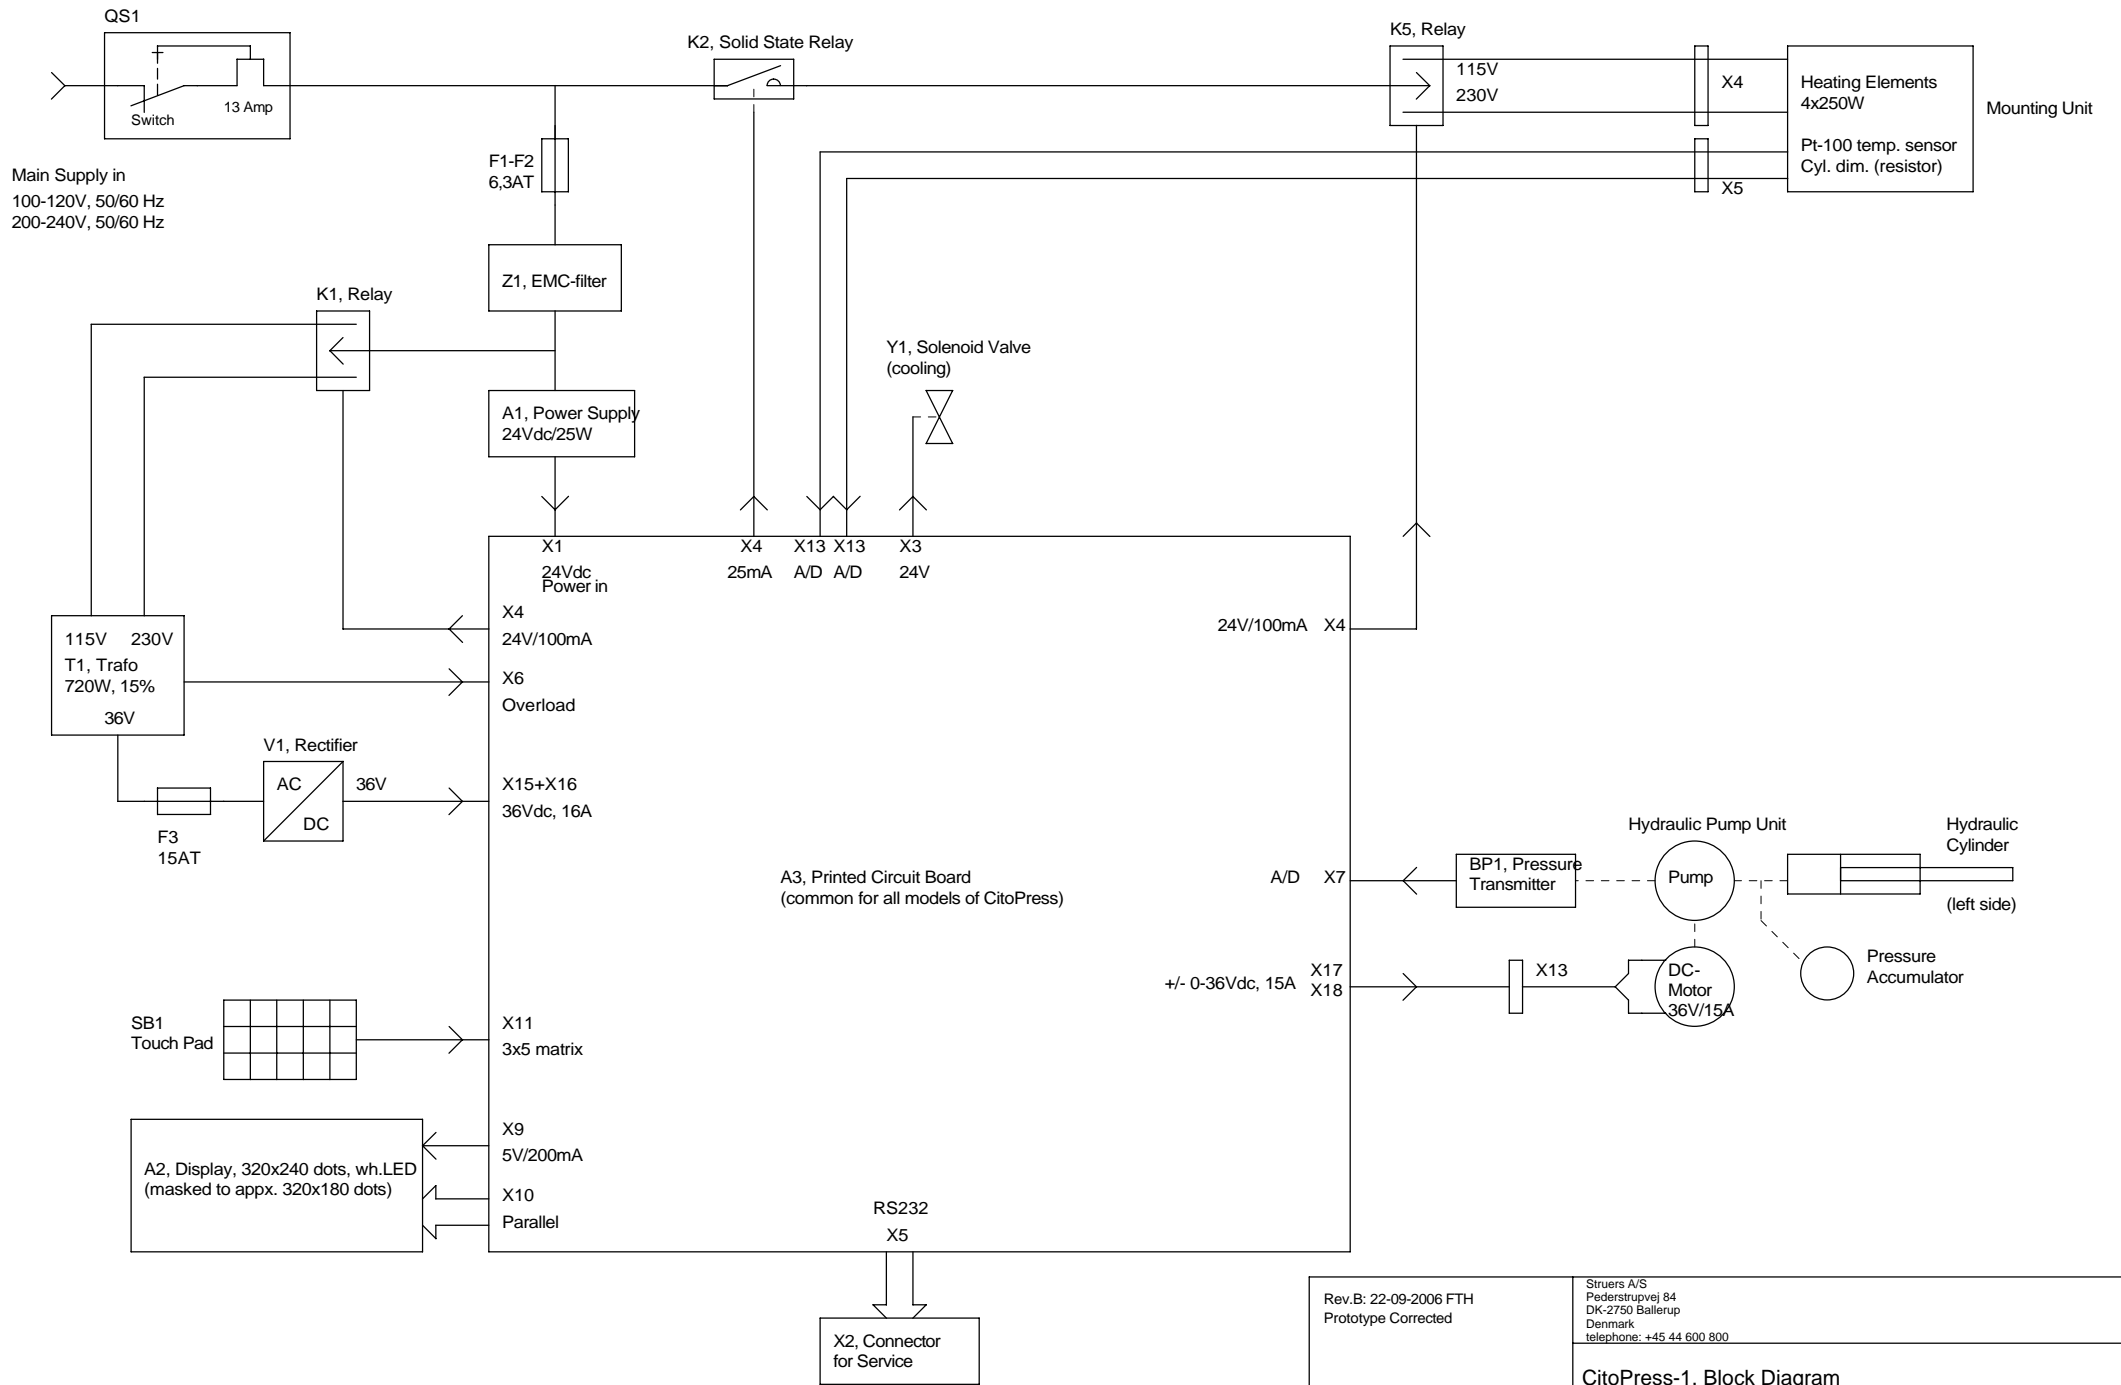 QS1
Switch
13 Amp
Main Supply in
100-120V, 50/60 Hz
200-240V, 50/60 Hz
K2, Solid State Relay
K5, Relay
115V
230V
X4
Heating Elements
4x250W
Mounting Unit
Pt-100 temp. sensor
Cyl. dim. (resistor)
X5
F1-F2
6,3AT
Z1, EMC-filter
K1, Relay
Y1, Solenoid Valve
(cooling)
A1, Power Supply
24Vdc/25W
X1
24Vdc
Power in
X4
25mA
X13
A/D
X13
A/D
X3
24V
X4
24V/100mA
24V/100mA X4
115V 230V
T1, Trafo
720W, 15%
36V
X6
Overload
V1, Rectifier
AC
DC
36V
X15+X16
36Vdc, 16A
F3
15AT
A3, Printed Circuit Board
(common for all models of CitoPress)
A/D X7
BP1, Pressure
Transmitter
Hydraulic Pump Unit
Pump
Hydraulic
Cylinder
(left side)
+/- 0-36Vdc, 15A
X17
X18
X13
DC-
Motor
36V/15A
Pressure
Accumulator
SB1
Touch Pad
X11
3x5 matrix
A2, Display, 320x240 dots, wh.LED
(masked to appx. 320x180 dots)
X9
5V/200mA
X10
Parallel
RS232
X5
X2, Connector
for Service
Rev.B: 22-09-2006 FTH
Prototype Corrected
Struers A/S
Pederstrupvej 84
DK-2750 Ballerup
Denmark
telephone: +45 44 600 800
CitoPress-1, Block Diagram